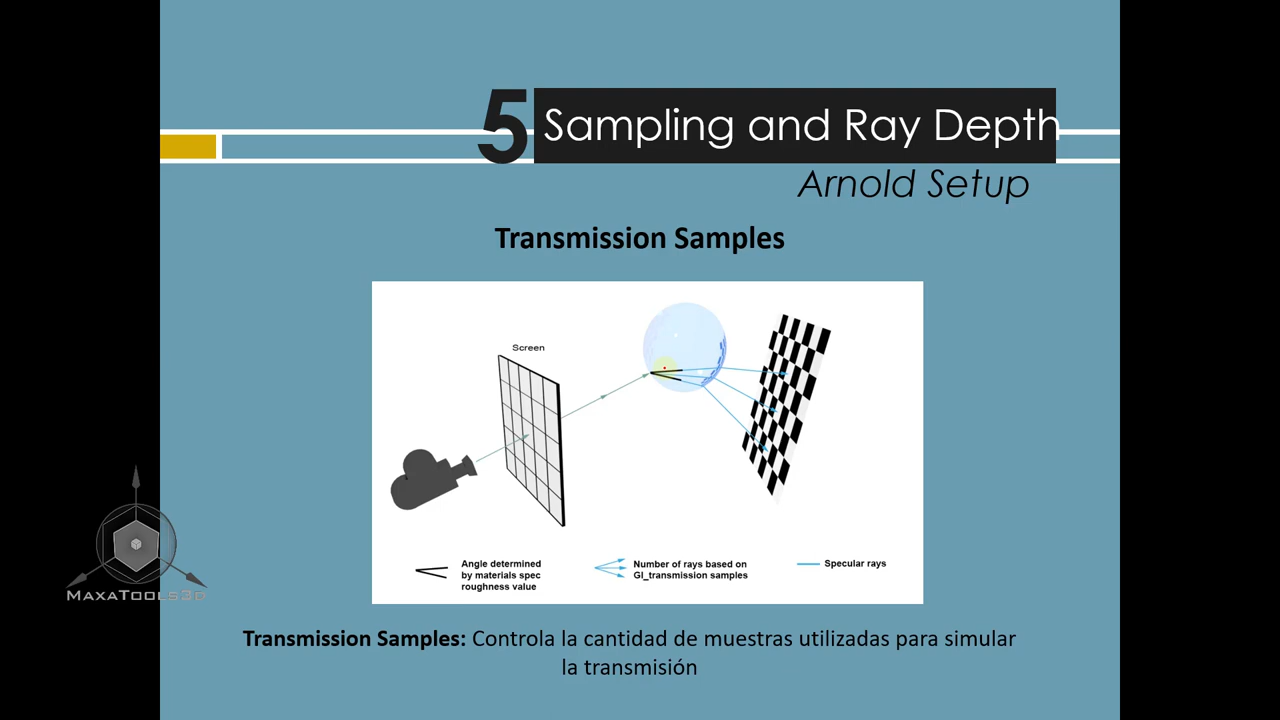 5 Sampling and Ray Depth
Arnold Setup
Transmission Samples
Screen
Angle determined
by materials spec
roughness value
Number of rays based on
GI_transmission samples
Specular rays
MAXATOOLS3D
Transmission Samples: Controla la cantidad de muestras utilizadas para simular
la transmisión